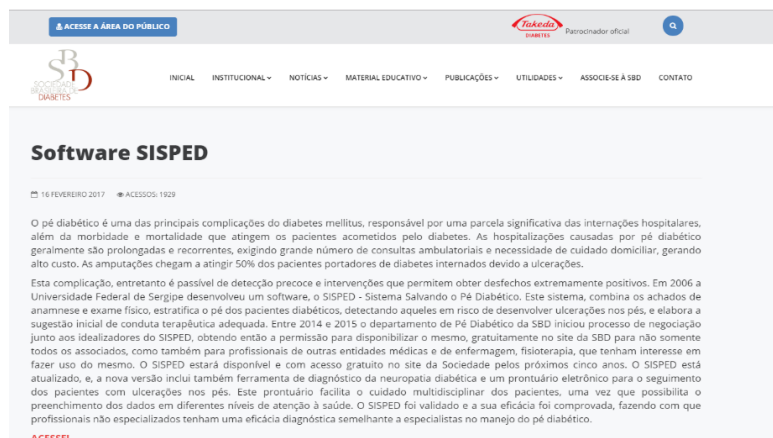 ACESSE A ÁREA DO PÚBLICO
Takeda
DIABETES
Patrocinador oficial
SBD
SOCIEDADE
BRASILEIRA DE
DIABETES
INICIAL INSTITUCIONAL NOTÍCIAS MATERIAL EDUCATIVO PUBLICAÇÕES UTILIDADES ASSOCIE-SE À SBD CONTATO
Software SISPED
16 FEVEREIRO 2017 ACESSOS: 1929
O pé diabético é uma das principais complicações do diabetes mellitus, responsável por uma parcela significativa das internações hospitalares,
além da morbidade e mortalidade que atingem os pacientes acometidos pelo diabetes. As hospitalizações causadas por pé diabético
geralmente são prolongadas e recorrentes, exigindo grande número de consultas ambulatoriais e necessidade de cuidado domiciliar, gerando
alto custo. As amputações chegam a atingir 50% dos pacientes portadores de diabetes internados devido a ulcerações.
Esta complicação, entretanto é passível de detecção precoce e intervenções que permitem obter desfechos extremamente positivos. Em 2006 a
Universidade Federal de Sergipe desenvolveu um software, o SISPED - Sistema Salvando o Pé Diabético. Este sistema, combina os achados de
anamnese e exame físico, estratifica o pé dos pacientes diabéticos, detectando aqueles em risco de desenvolver ulcerações nos pés, e elabora a
sugestão inicial de conduta terapêutica adequada. Entre 2014 e 2015 o departamento de Pé Diabético da SBD iniciou processo de negociação
junto aos idealizadores do SISPED, obtendo então a permissão para disponibilizar o mesmo, gratuitamente no site da SBD para não somente
todos os associados, como também para profissionais de outras entidades médicas e de enfermagem, fisioterapia, que tenham interesse em
fazer uso do mesmo. O SISPED estará disponível e com acesso gratuito no site da Sociedade pelos próximos cinco anos. O SISPED está
atualizado, e, a nova versão inclui também ferramenta de diagnóstico da neuropatia diabética e um prontuário eletrônico para o seguimento
dos pacientes com ulcerações nos pés. Este prontuário facilita o cuidado multidisciplinar dos pacientes, uma vez que possibilita o
preenchimento dos dados em diferentes níveis de atenção à saúde. O SISPED foi validado e a sua eficácia foi comprovada, fazendo com que
profissionais não especializados tenham uma eficácia diagnóstica semelhante a especialistas no manejo do pé diabético.
ACESSE!